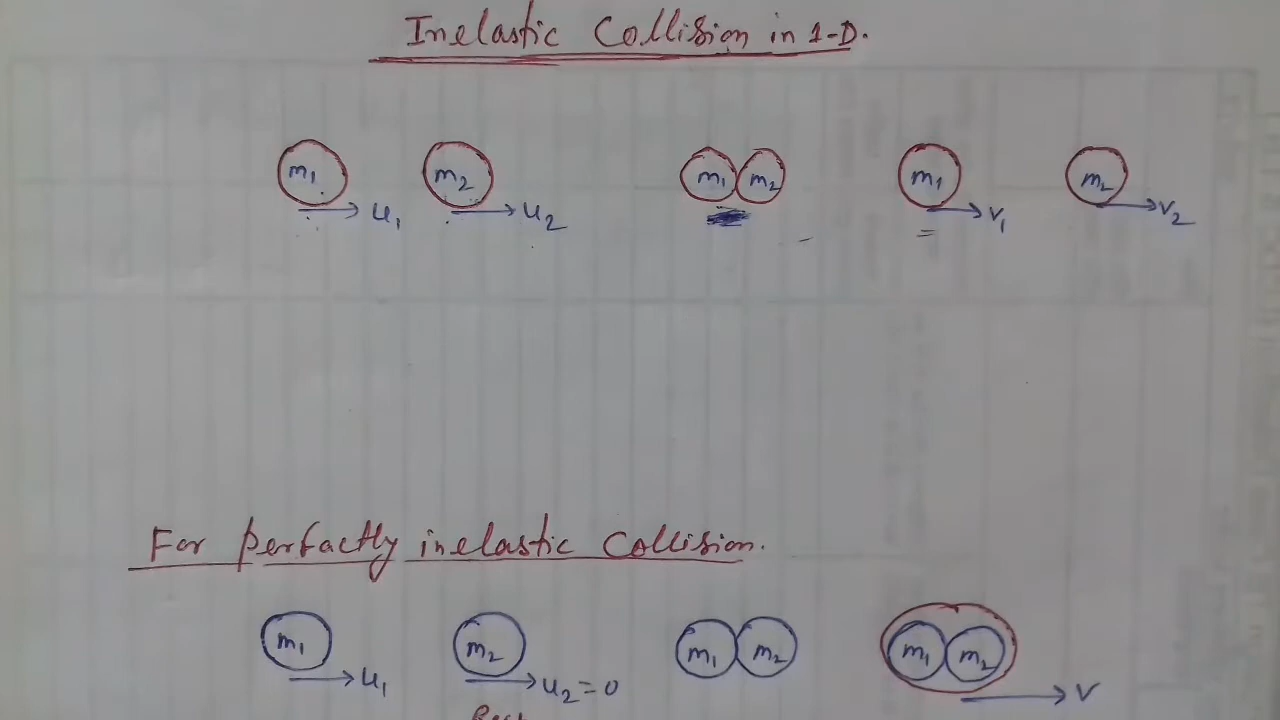 Inelastic Collision in 1-D.
m₁ m₂ m₁ m₂ m₁ m₂
u₁ u₂ v₁ v₂
For perfactly inelastic Collision.
m₁ m₂ m₁ m₂ m₁ m₂
u₁ u₂=0 v